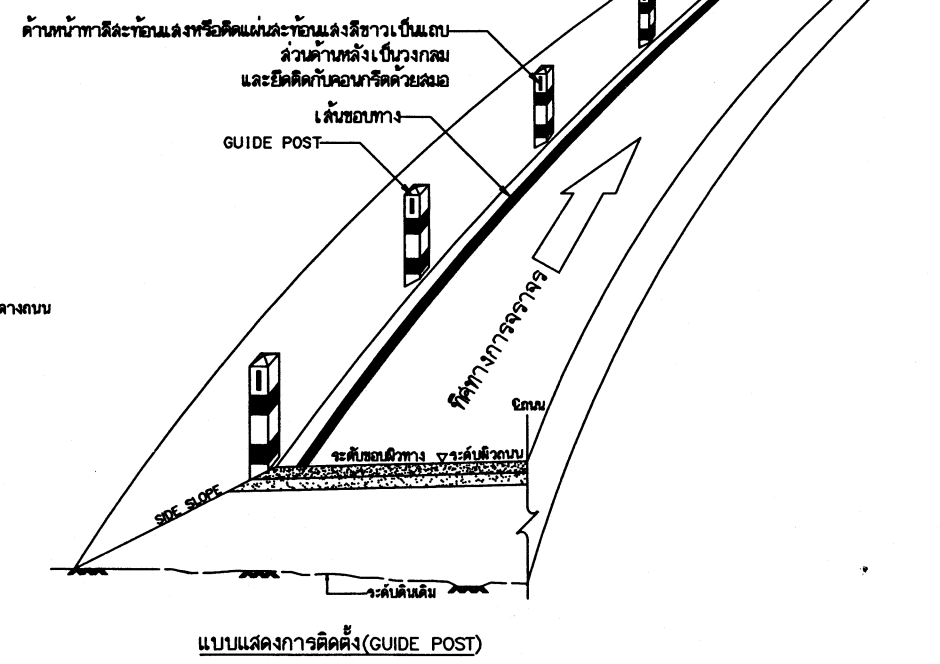 ด้านหน้าทาสีสะท้อนแสงหรือติดแผ่นสะท้อนแสงสีขาวเป็นแถบ
ส่วนด้านหลังเป็นวงกลม
และยึดติดกับคอนกรีตด้วยสมอ
เส้นขอบทาง
GUIDE POST
ทิศทางการจราจร
℄ถนน
ระดับขอบผิวทาง
ระดับผิวถนน
SIDE SLOPE
ระดับดินเดิม
แบบแสดงการติดตั้ง(GUIDE POST)